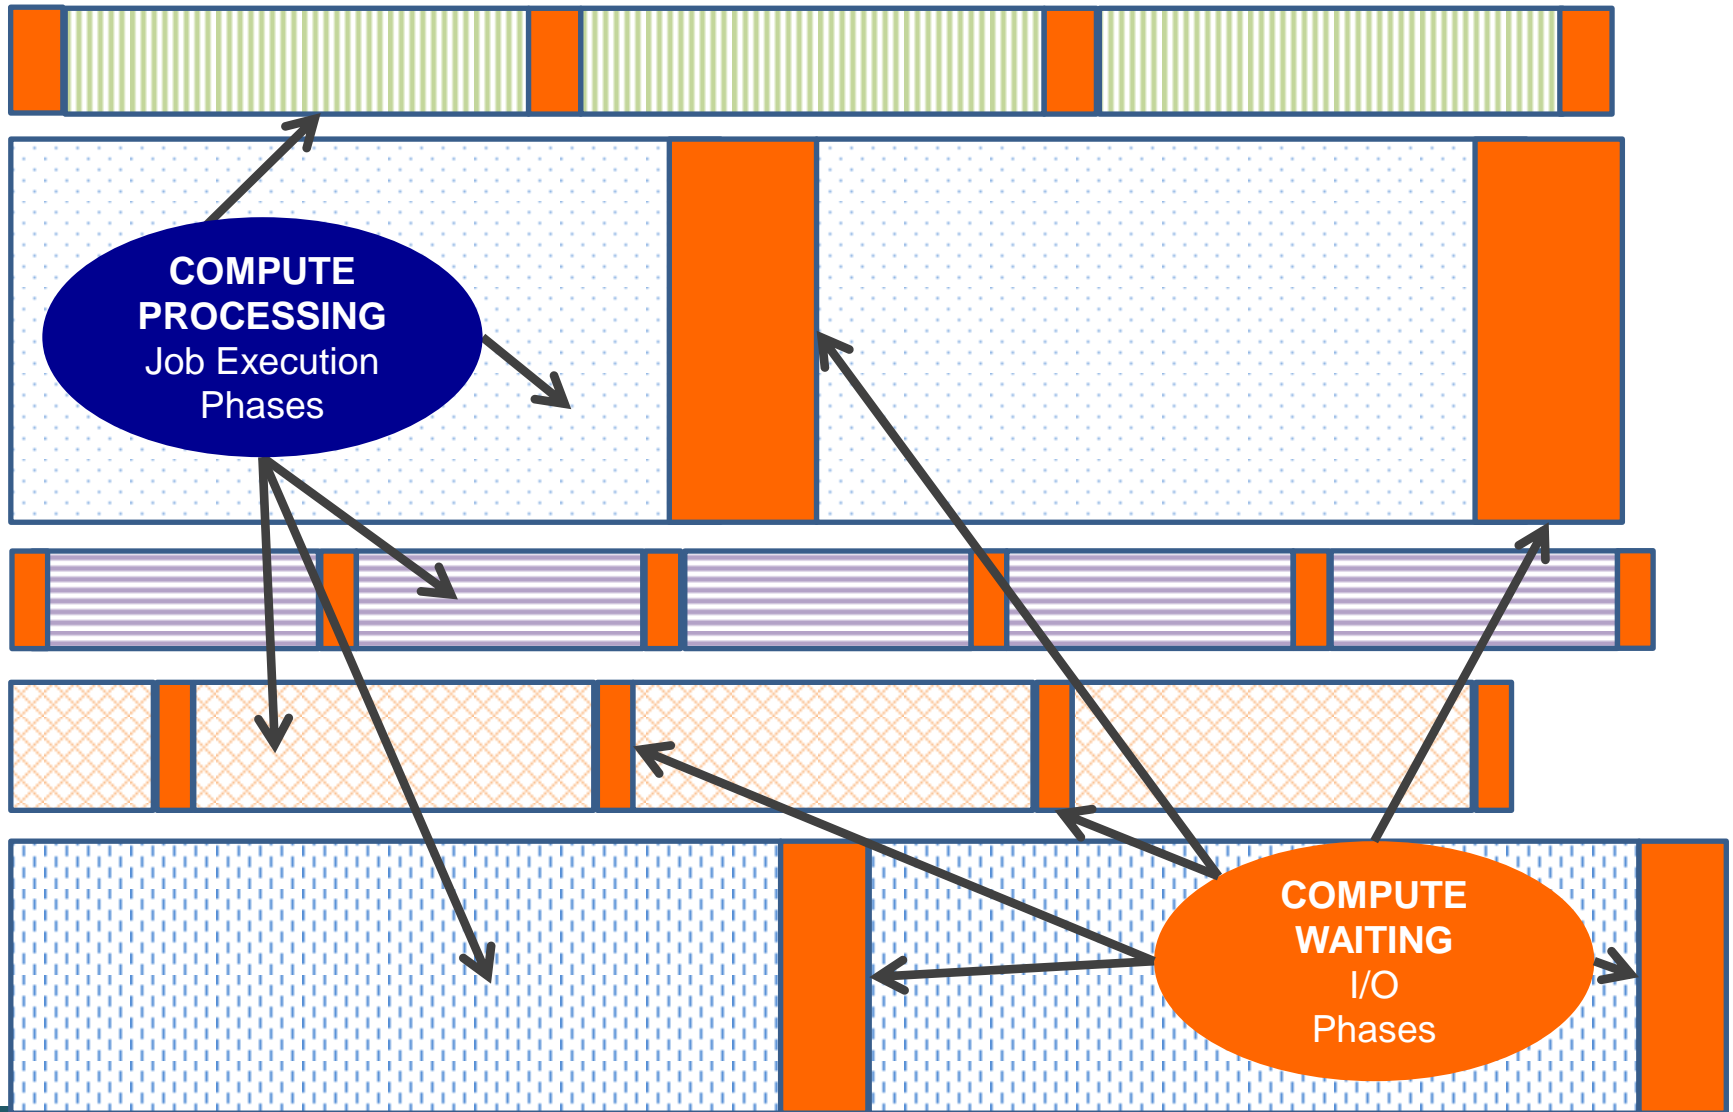 COMPUTE
PROCESSING
Job Execution
Phases
COMPUTE
WAITING
I/O
Phases